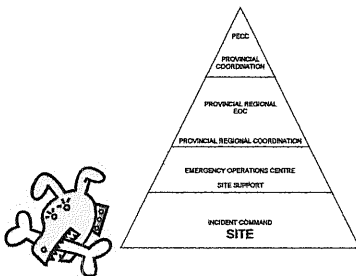 PECC
PROVINCIAL
COORDINATION
PROVINCIAL REGIONAL
EOC
PROVINCIAL REGIONAL COORDINATION
EMERGENCY OPERATIONS CENTRE
SITE SUPPORT
INCIDENT COMMAND
SITE